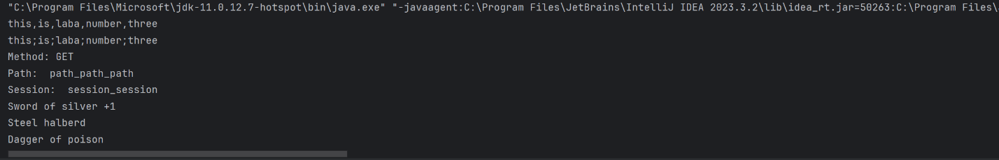 "C:\Program Files\Microsoft\jdk-11.0.12.7-hotspot\bin\java.exe" "-javaagent:C:\Program Files\JetBrains\IntelliJ IDEA 2023.3.2\lib\idea_rt.jar=50263:C:\Program Files\
this,is,laba,number,three
this;is;laba;number;three
Method: GET
Path:  path_path_path
Session:  session_session
Sword of silver +1
Steel halberd
Dagger of poison